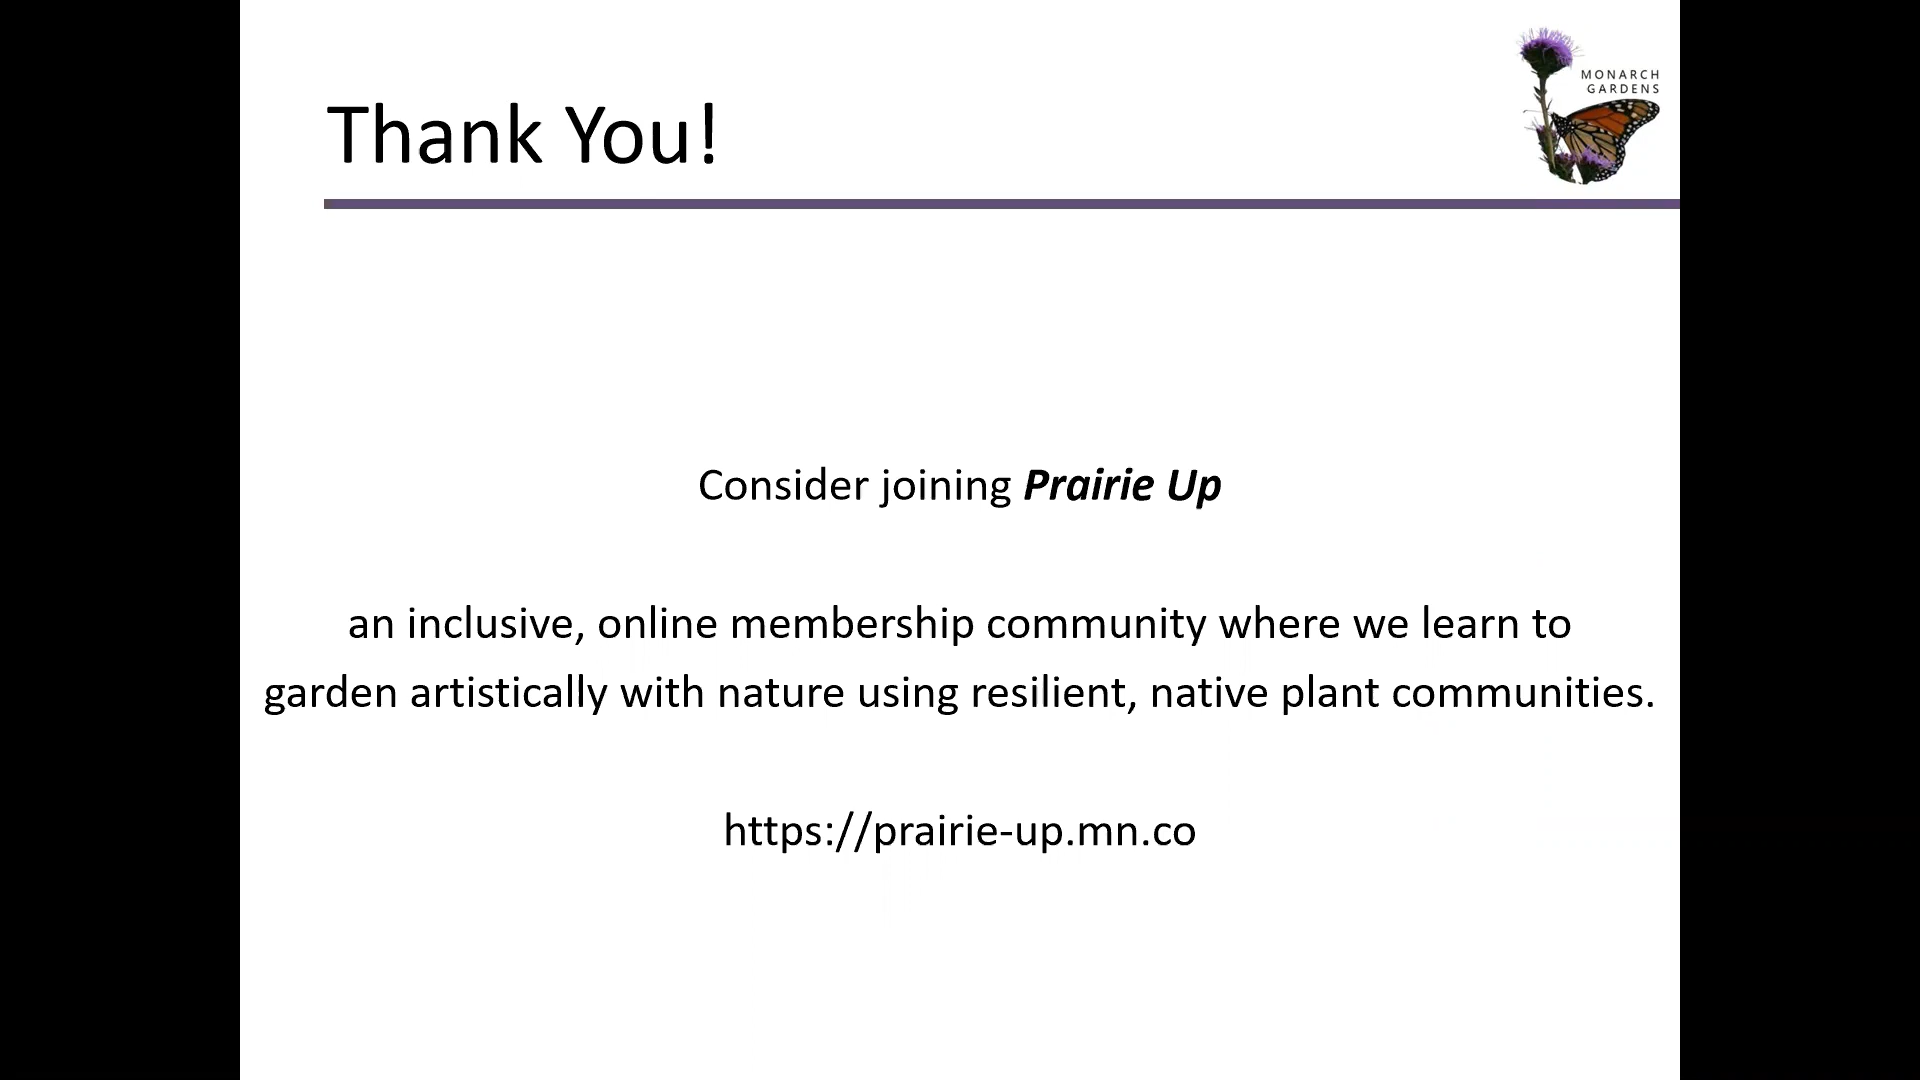 MONARCH
GARDENS
Thank You!
Consider joining Prairie Up
an inclusive, online membership community where we learn to
garden artistically with nature using resilient, native plant communities.
https://prairie-up.mn.co